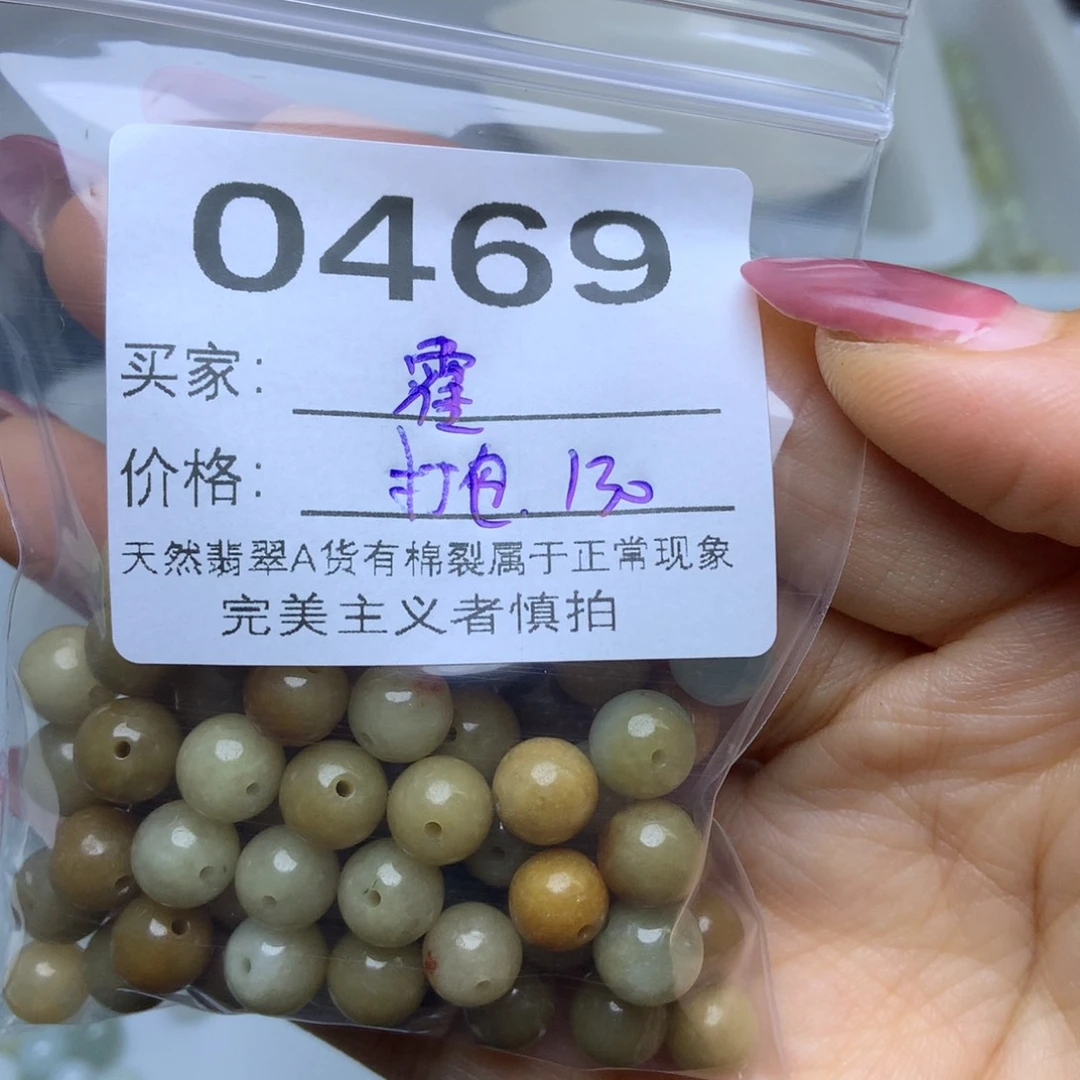 0469
买家: 霍
价格: 打包. 130
天然翡翠A货有棉裂属于正常现象
完美主义者慎拍